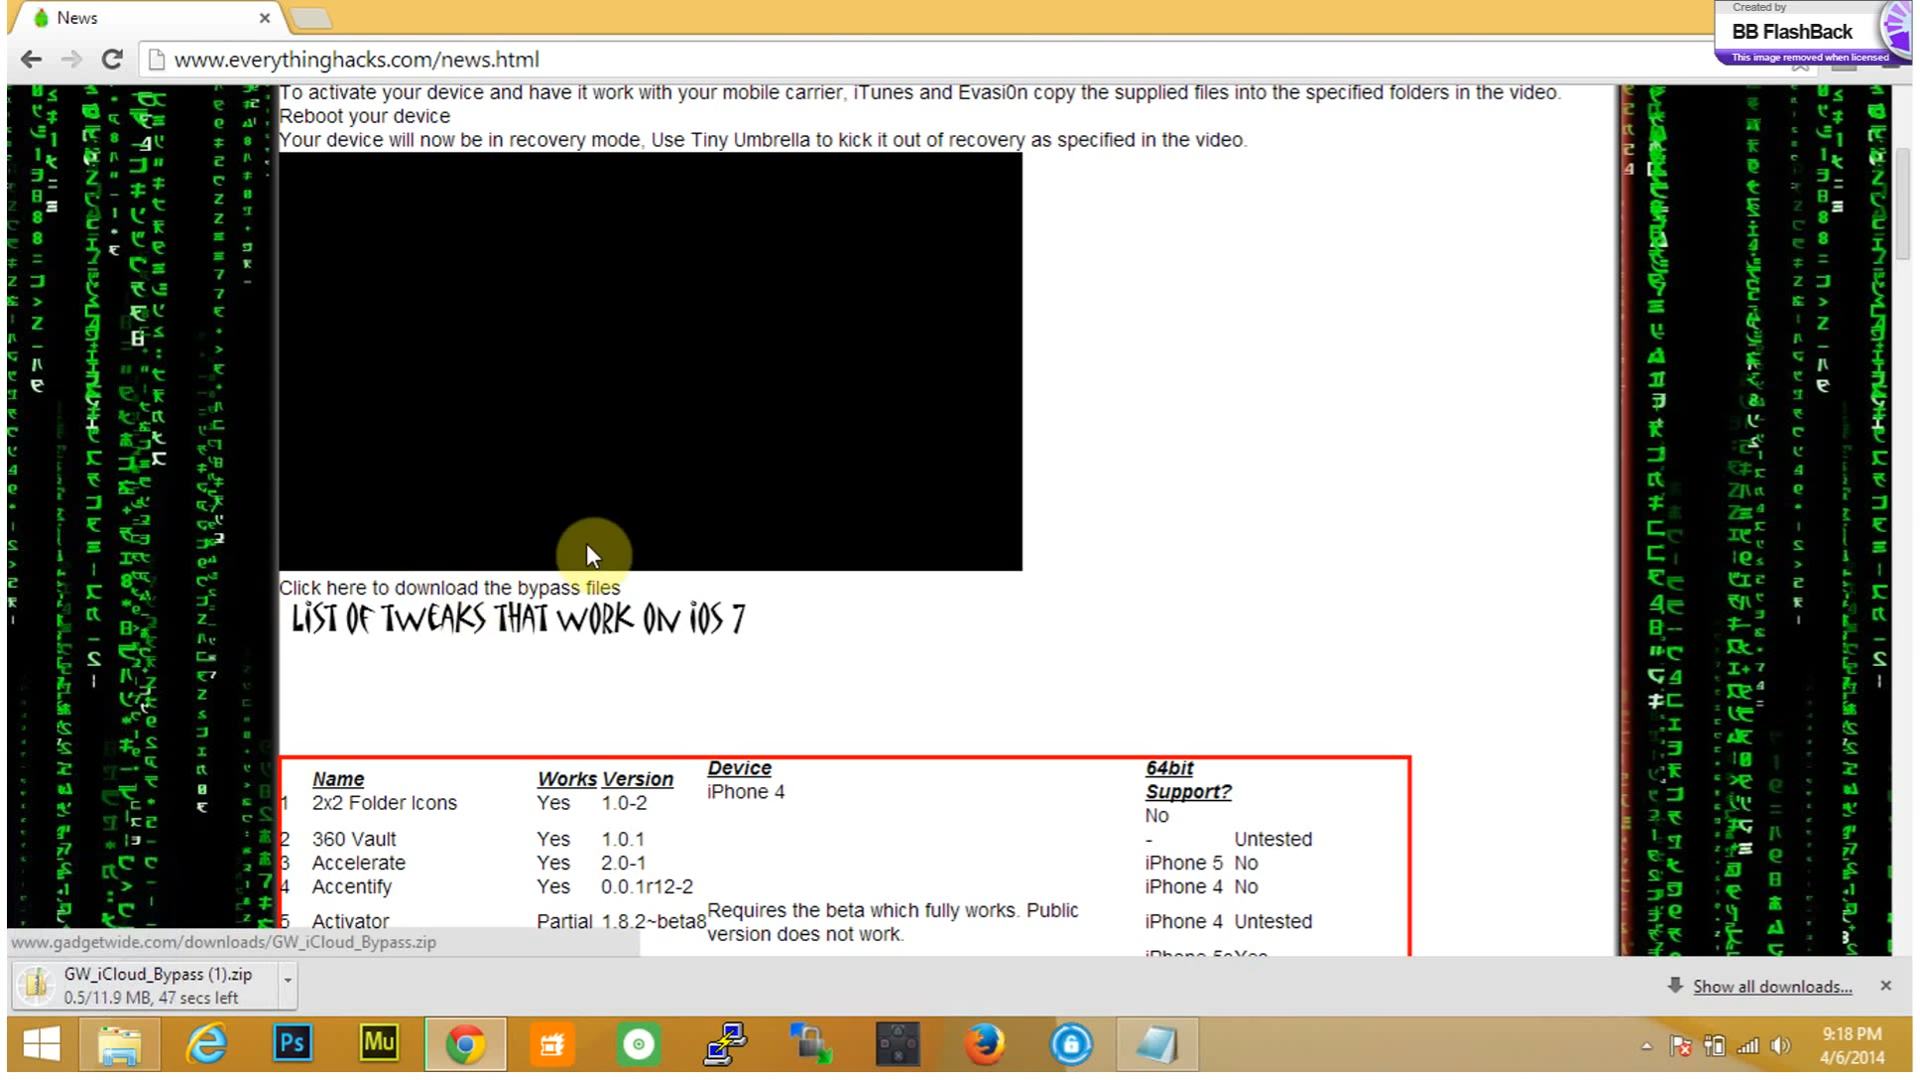 News
Created by
BB FlashBack
This image removed when licensed
www.everythinghacks.com/news.html
To activate your device and have it work with your mobile carrier, iTunes and Evasi0n copy the supplied files into the specified folders in the video.
Reboot your device
Your device will now be in recovery mode, Use Tiny Umbrella to kick it out of recovery as specified in the video.
Click here to download the bypass files
LIST OF TWEAKS THAT WORK ON IOS 7
Name Works Version Device 64bit Support?
1 2x2 Folder Icons Yes 1.0-2 iPhone 4 No
2 360 Vault Yes 1.0.1 - Untested
3 Accelerate Yes 2.0-1 iPhone 5 No
4 Accentify Yes 0.0.1r12-2 iPhone 4 No
5 Activator Partial 1.8.2~beta8 Requires the beta which fully works. Public version does not work. iPhone 4 Untested
www.gadgetwide.com/downloads/GW_iCloud_Bypass.zip
GW_iCloud_Bypass (1).zip
0.5/11.9 MB, 47 secs left
Show all downloads...
Ps
Mu
9:18 PM
4/6/2014